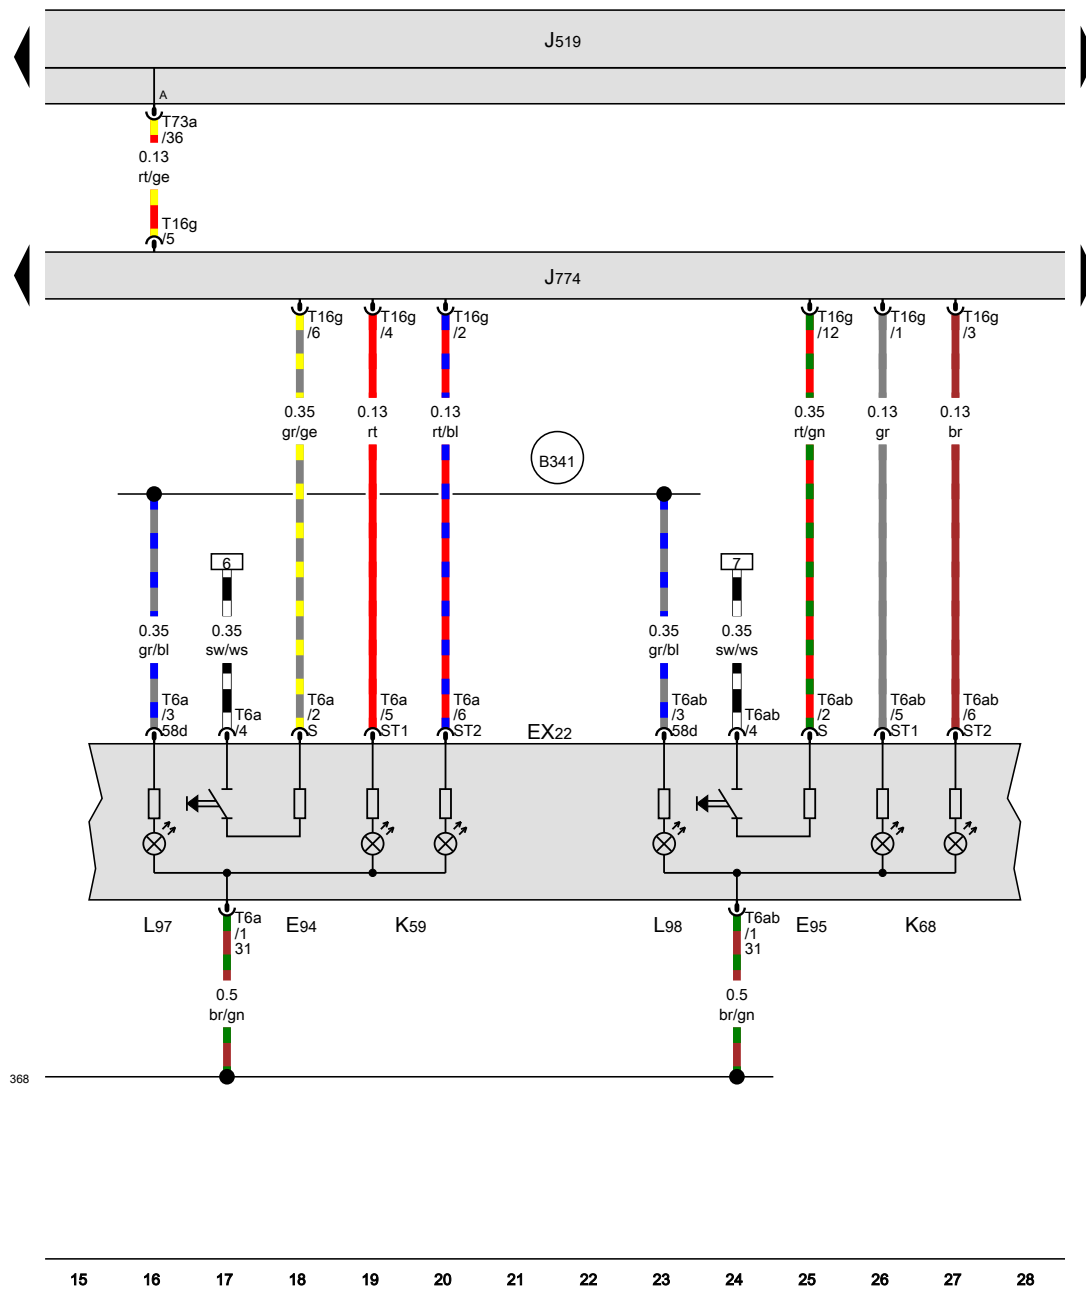 J519
A
T73a
/36
0.13
rt/ge
T16g
/5
J774
T16g
/6
T16g
/4
T16g
/2
T16g
/12
T16g
/1
T16g
/3
0.35
gr/ge
0.13
rt
0.13
rt/bl
0.35
rt/gn
0.13
gr
0.13
br
B341
6
7
0.35
gr/bl
0.35
sw/ws
0.35
gr/bl
0.35
sw/ws
T6a
/3
58d
T6a
/4
T6a
/2
S
T6a
/5
ST1
T6a
/6
ST2
EX22
T6ab
/3
58d
T6ab
/4
T6ab
/2
S
T6ab
/5
ST1
T6ab
/6
ST2
L97
T6a
/1
31
E94
K59
L98
T6ab
/1
31
E95
K68
0.5
br/gn
0.5
br/gn
368
15 16 17 18 19 20 21 22 23 24 25 26 27 28